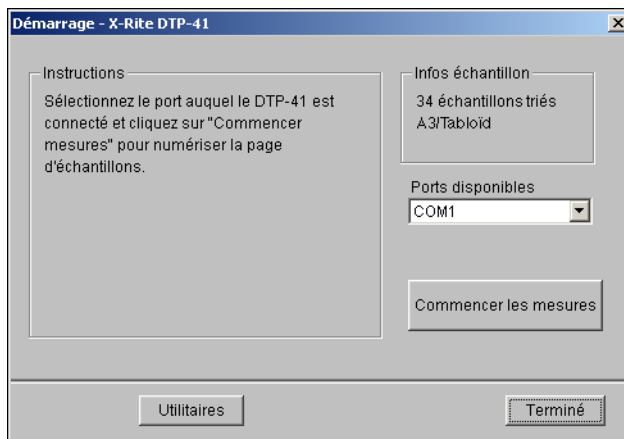 Démarrage - X-Rite DTP-41
Instructions
Sélectionnez le port auquel le DTP-41 est
connecté et cliquez sur "Commencer
mesures" pour numériser la page
d'échantillons.
Infos échantillon
34 échantillons triés
A3/Tabloïd
Ports disponibles
COM1
Commencer les mesures
Utilitaires
Terminé